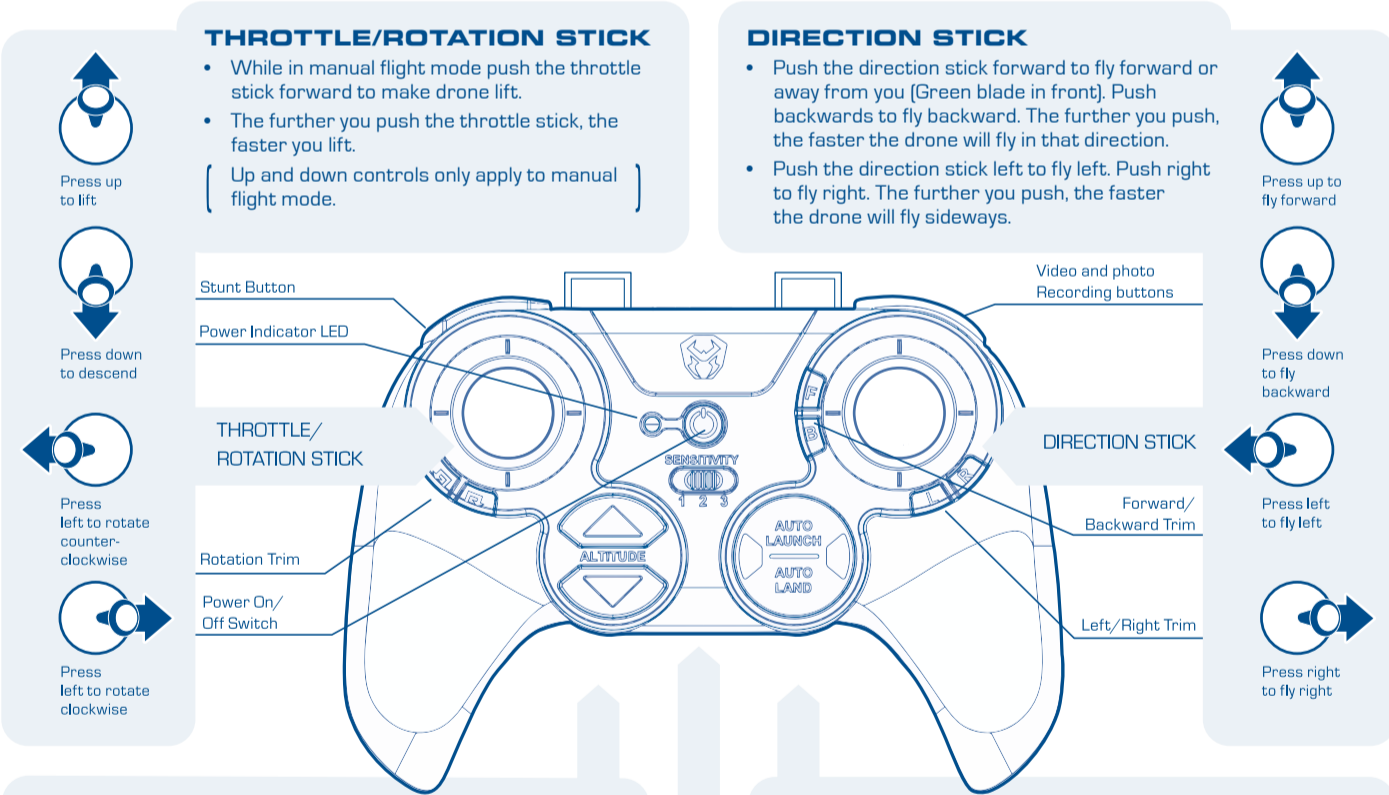 THROTTLE/ROTATION STICK
• While in manual flight mode push the throttle
stick forward to make drone lift.
• The further you push the throttle stick, the
faster you lift.
Up and down controls only apply to manual
flight mode.
DIRECTION STICK
• Push the direction stick forward to fly forward or
away from you (Green blade in front). Push
backwards to fly backward. The further you push,
the faster the drone will fly in that direction.
• Push the direction stick left to fly left. Push right
to fly right. The further you push, the faster
the drone will fly sideways.
Press up
to lift
Press down
to descend
Press
left to rotate
counter-
clockwise
Press
left to rotate
clockwise
Stunt Button
Power Indicator LED
THROTTLE/
ROTATION STICK
Rotation Trim
Power On/
Off Switch
SENSITIVITY
1 2 3
ALTITUDE
F
B
AUTO
LAUNCH
AUTO
LAND
L
R
Video and photo
Recording buttons
DIRECTION STICK
Forward/
Backward Trim
Left/Right Trim
Press up to
fly forward
Press down
to fly
backward
Press left
to fly left
Press right
to fly right